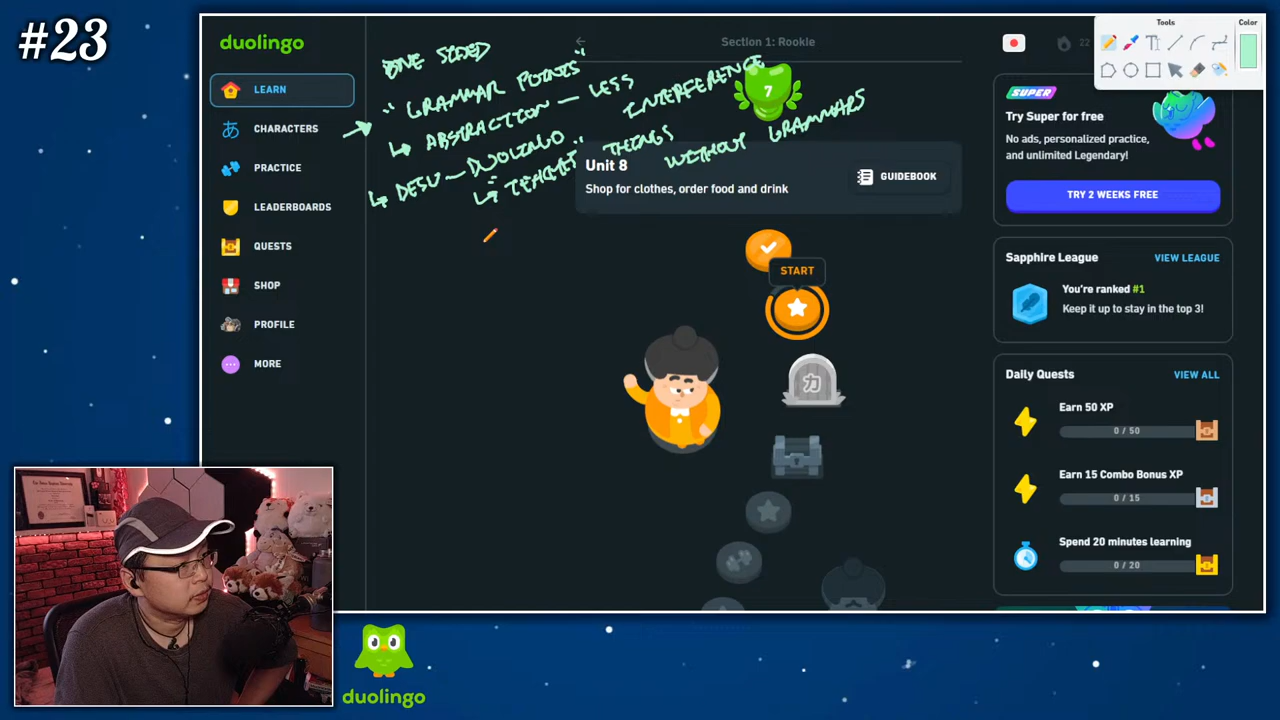 #23
duolingo
LEARN
CHARACTERS
PRACTICE
LEADERBOARDS
QUESTS
SHOP
PROFILE
MORE
ONE SIDED
" GRAMMAR POINTS "
ABSTRACTION — LESS INTERFERENCE
DESU — DUOLINGO
" TEACHES " THINGS WITHOUT GRAMMARS
Section 1: Rookie
7
Unit 8
Shop for clothes, order food and drink
GUIDEBOOK
START
力
22
Tools
Color
SUPER
Try Super for free
No ads, personalized practice,
and unlimited Legendary!
TRY 2 WEEKS FREE
Sapphire League
VIEW LEAGUE
You're ranked #1
Keep it up to stay in the top 3!
Daily Quests
VIEW ALL
Earn 50 XP
0 / 50
Earn 15 Combo Bonus XP
0 / 15
Spend 20 minutes learning
0 / 20
duolingo